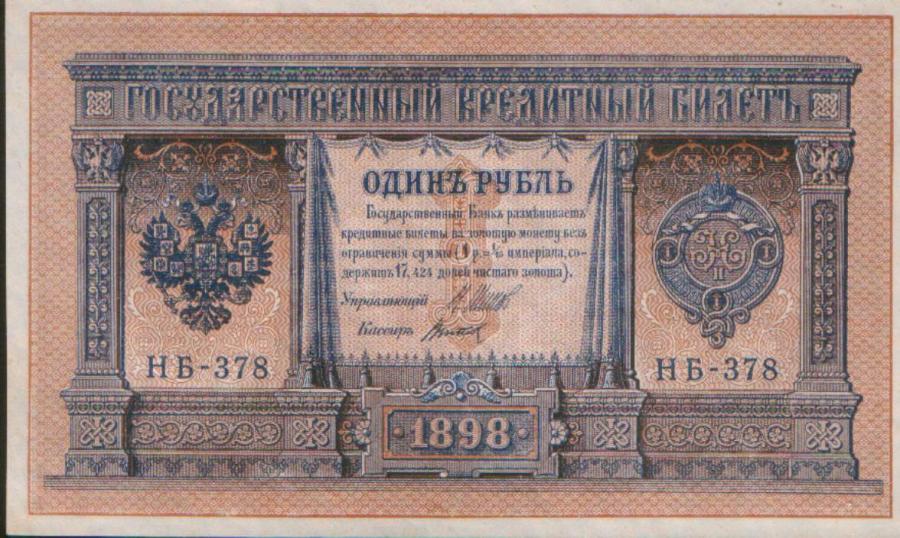 ГОСУДАРСТВЕННЫЙ КРЕДИТНЫЙ БИЛЕТЪ
ОДИНЪ РУБЛЬ
Государственный Банкъ размѣниваетъ
кредитные билеты на золотую монету безъ
ограниченія суммы (1 р. = 1/15 имперіала, со-
держитъ 17,424 долей чистаго золота).
Управляющій
Кассиръ
НБ-378
НБ-378
1898